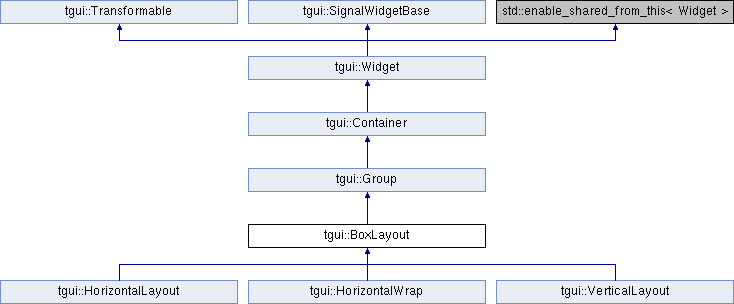 tgui::Transformable
tgui::SignalWidgetBase
std::enable_shared_from_this< Widget >
tgui::Widget
tgui::Container
tgui::Group
tgui::BoxLayout
tgui::HorizontalLayout
tgui::HorizontalWrap
tgui::VerticalLayout